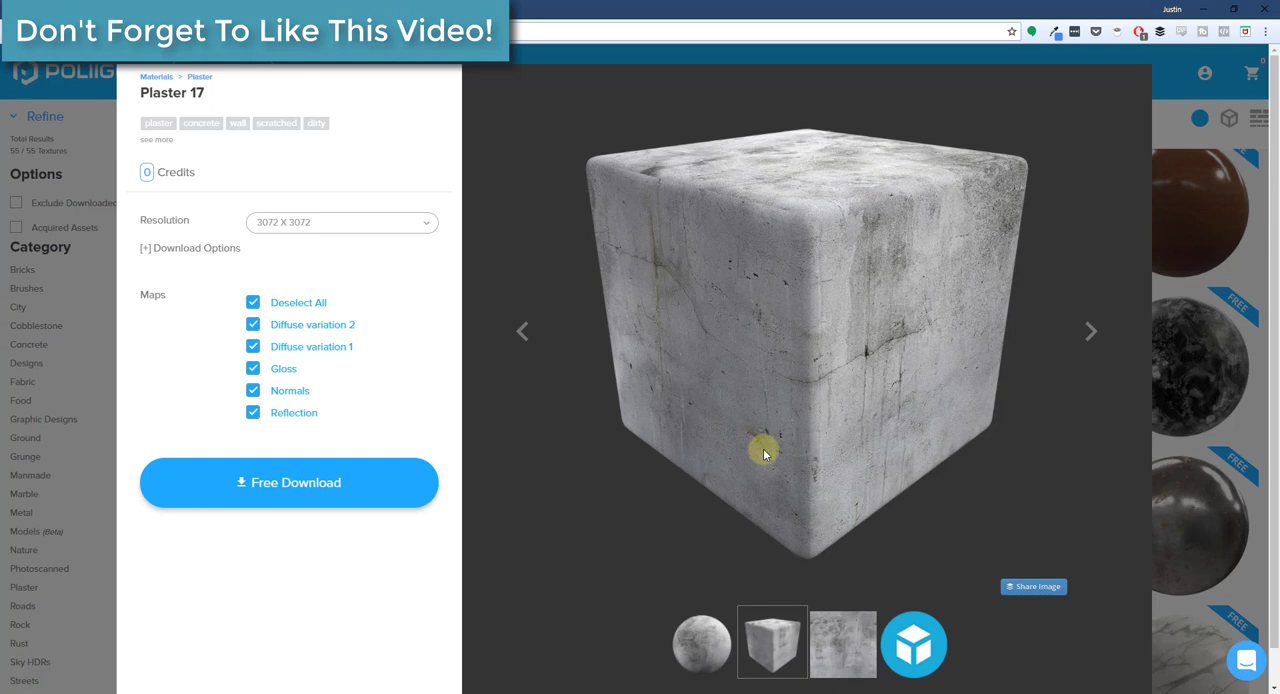 Don't Forget To Like This Video!
Justin
POLIIG
0
Materials > Plaster
Plaster 17
plaster concrete wall scratched dirty
see more
0 Credits
Resolution
3072 X 3072
[+] Download Options
Maps
Deselect All
Diffuse variation 2
Diffuse variation 1
Gloss
Normals
Reflection
Free Download
Refine
Total Results
55 / 55 Textures
Options
Exclude Downloaded
Acquired Assets
Category
Bricks
Brushes
City
Cobblestone
Concrete
Designs
Fabric
Food
Graphic Designs
Ground
Grunge
Manmade
Marble
Metal
Models (Beta)
Nature
Photoscanned
Plaster
Roads
Rock
Rust
Sky HDRs
Streets
Share Image
FREE
FREE
FREE